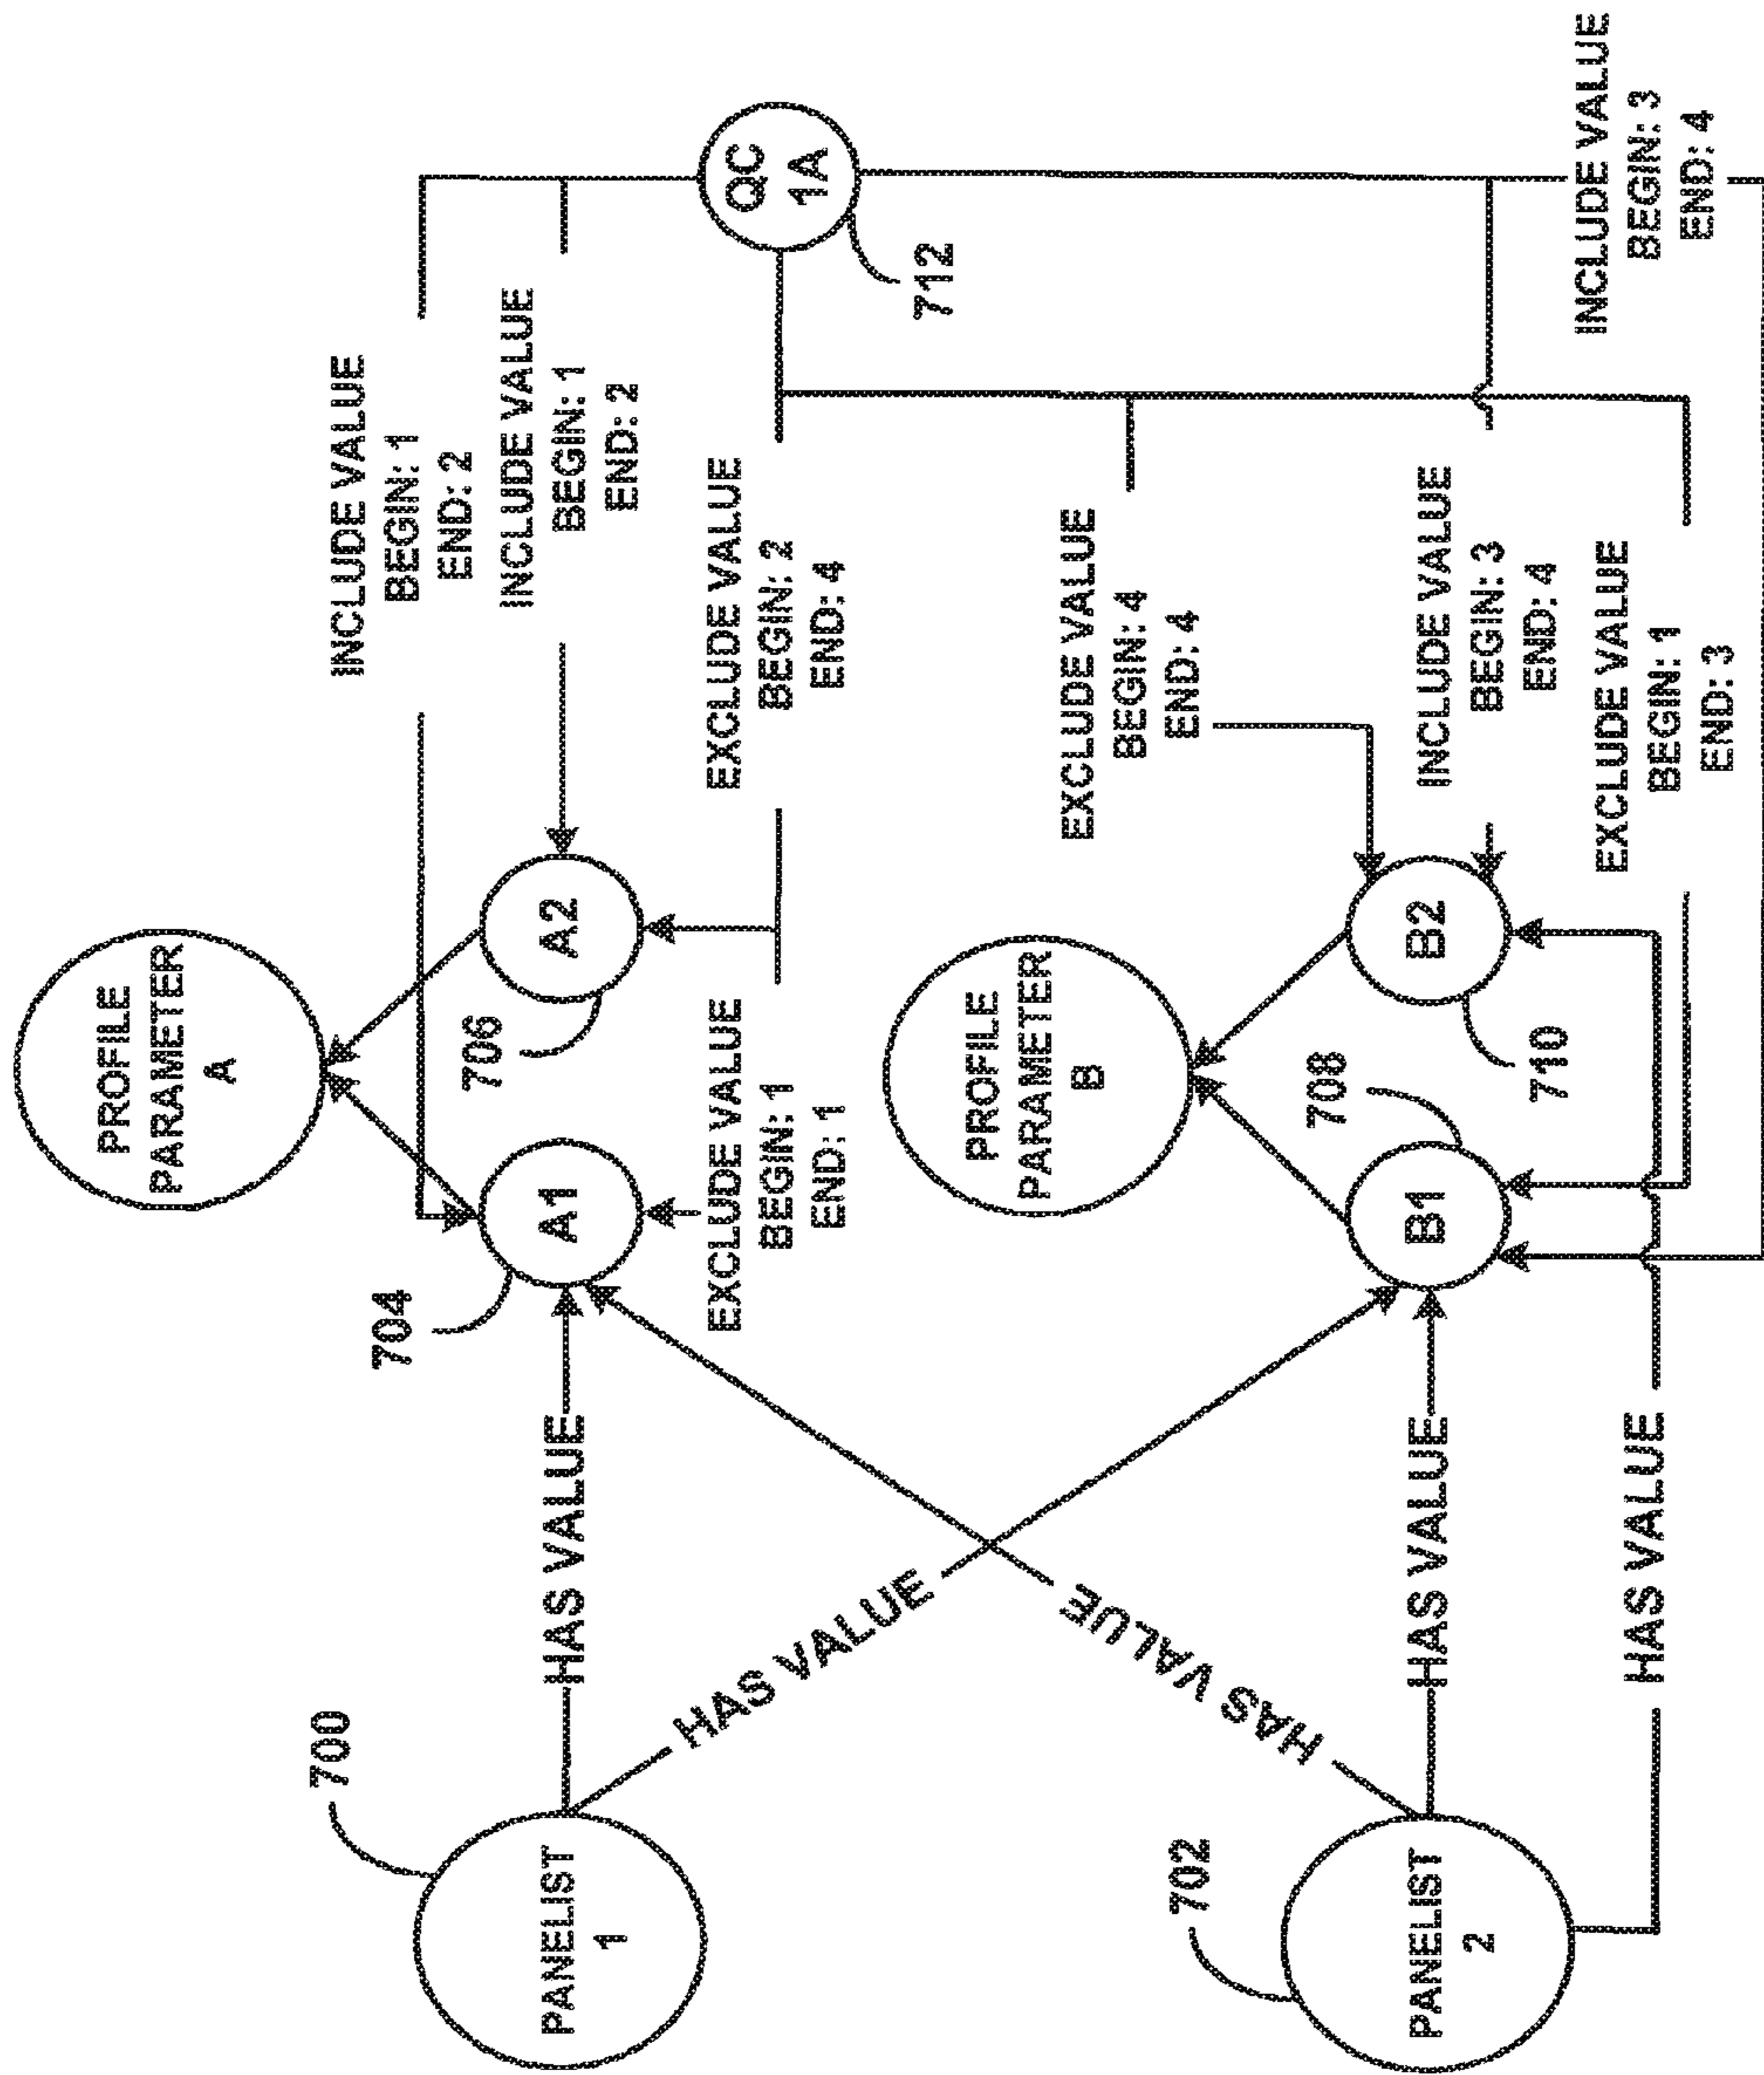 700
PANELIST
1
702
PANELIST
2
HAS VALUE
HAS VALUE
HAS VALUE
HAS VALUE
HAS VALUE
PROFILE
PARAMETER
A
704
A1
706
A2
INCLUDE VALUE
BEGIN: 1
END: 2
INCLUDE VALUE
BEGIN: 1
END: 2
EXCLUDE VALUE
BEGIN: 2
END: 4
EXCLUDE VALUE
BEGIN: 1
END: 1
PROFILE
PARAMETER
B
708
B1
710
B2
EXCLUDE VALUE
BEGIN: 4
END: 4
INCLUDE VALUE
BEGIN: 3
END: 4
EXCLUDE VALUE
BEGIN: 1
END: 3
QC
1A
712
INCLUDE VALUE
BEGIN: 3
END: 4